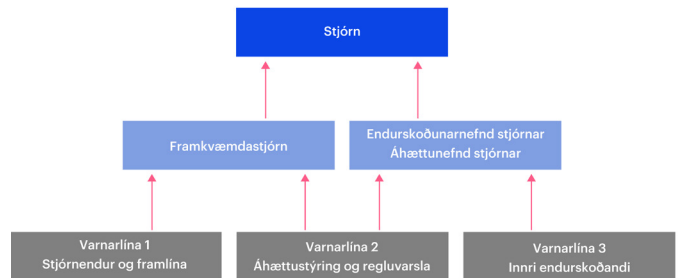 Stjórn
Framkvæmdastjórn
Endurskoðunarnefnd stjórnar
Áhættunefnd stjórnar
Varnarlína 1
Stjórnendur og framlína
Varnarlína 2
Áhættustýring og regluvarsla
Varnarlína 3
Innri endurskoðandi